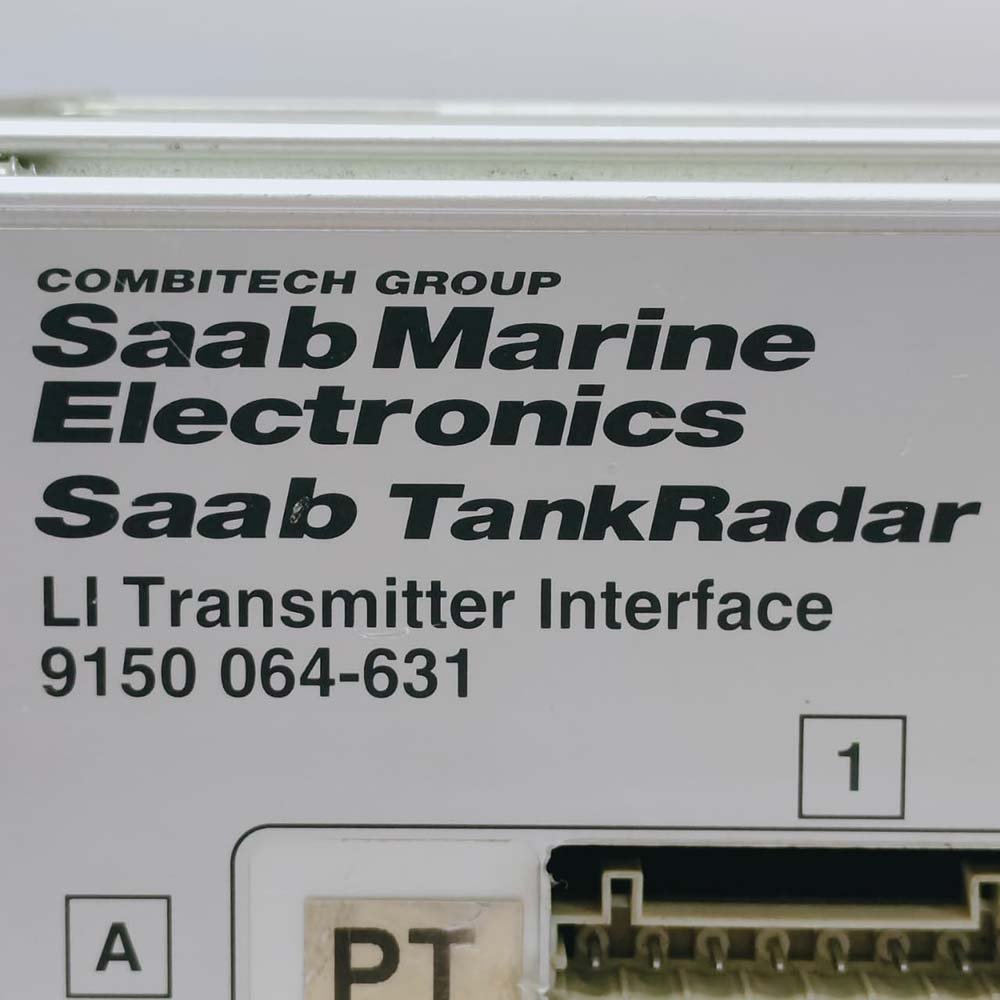 COMBITECH GROUP
Saab Marine
Electronics
Saab TankRadar
LI Transmitter Interface
9150 064-631
1
A
PT